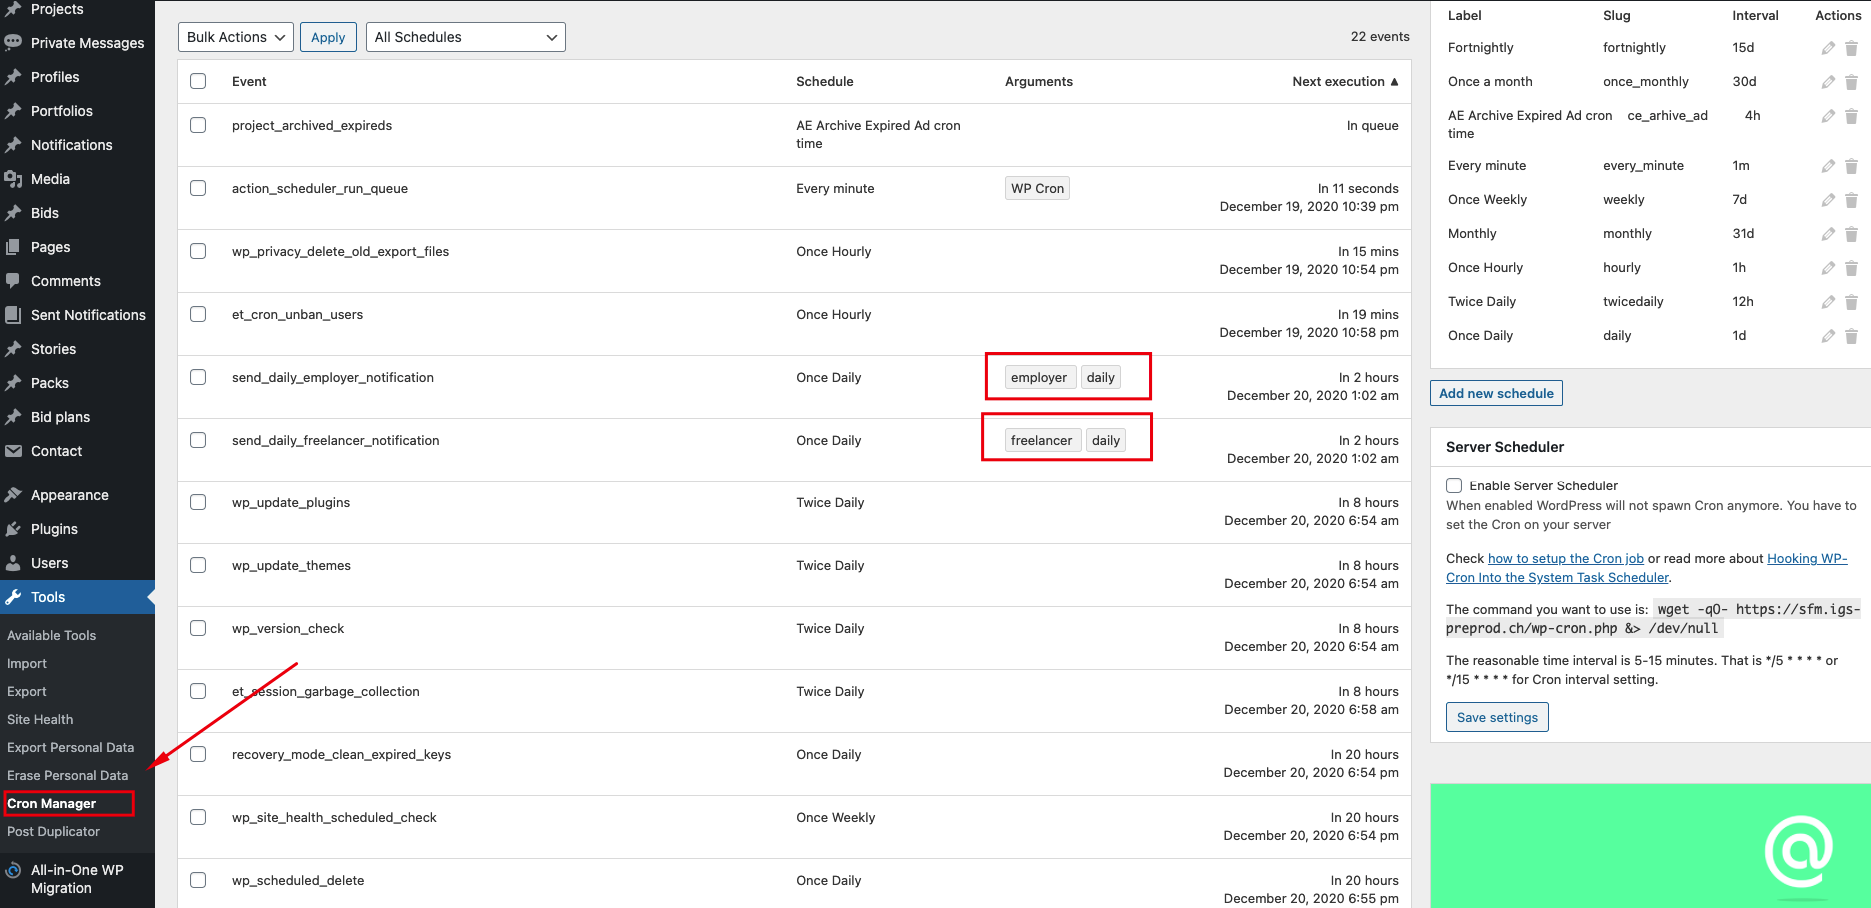 Projects
Private Messages
Profiles
Portfolios
Notifications
Media
Bids
Pages
Comments
Sent Notifications
Stories
Packs
Bid plans
Contact
Appearance
Plugins
Users
Tools
Available Tools
Import
Export
Site Health
Export Personal Data
Erase Personal Data
Cron Manager
Post Duplicator
All-in-One WP
Migration
Bulk Actions Apply All Schedules 22 events
Event Schedule Arguments Next execution ▲
project_archived_expireds AE Archive Expired Ad cron In queue
time
action_scheduler_run_queue Every minute WP Cron In 11 seconds
December 19, 2020 10:39 pm
wp_privacy_delete_old_export_files Once Hourly In 15 mins
December 19, 2020 10:54 pm
et_cron_unban_users Once Hourly In 19 mins
December 19, 2020 10:58 pm
send_daily_employer_notification Once Daily employer daily In 2 hours
December 20, 2020 1:02 am
send_daily_freelancer_notification Once Daily freelancer daily In 2 hours
December 20, 2020 1:02 am
wp_update_plugins Twice Daily In 8 hours
December 20, 2020 6:54 am
wp_update_themes Twice Daily In 8 hours
December 20, 2020 6:54 am
wp_version_check Twice Daily In 8 hours
December 20, 2020 6:54 am
et_session_garbage_collection Twice Daily In 8 hours
December 20, 2020 6:58 am
recovery_mode_clean_expired_keys Once Daily In 20 hours
December 20, 2020 6:54 pm
wp_site_health_scheduled_check Once Weekly In 20 hours
December 20, 2020 6:54 pm
wp_scheduled_delete Once Daily In 20 hours
December 20, 2020 6:55 pm
Label Slug Interval Actions
Fortnightly fortnightly 15d
Once a month once_monthly 30d
AE Archive Expired Ad cron ce_arhive_ad 4h
time
Every minute every_minute 1m
Once Weekly weekly 7d
Monthly monthly 31d
Once Hourly hourly 1h
Twice Daily twicedaily 12h
Once Daily daily 1d
Add new schedule
Server Scheduler
Enable Server Scheduler
When enabled WordPress will not spawn Cron anymore. You have to
set the Cron on your server
Check how to setup the Cron job or read more about Hooking WP-
Cron Into the System Task Scheduler.
The command you want to use is: wget -qO- https://sfm.igs-
preprod.ch/wp-cron.php &> /dev/null
The reasonable time interval is 5-15 minutes. That is */5 * * * * or
*/15 * * * * for Cron interval setting.
Save settings
@